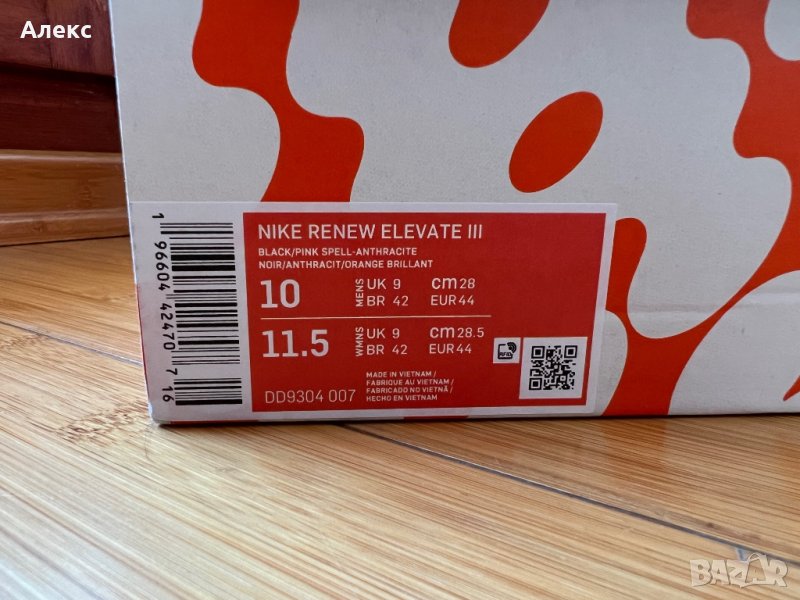 Алекс
NIKE RENEW ELEVATE III
BLACK/PINK SPELL-ANTHRACITE
NOIR/ANTHRACIT/ORANGE BRILLANT
10 MENS UK 9 cm 28
BR 42 EUR 44
11.5 WMNS UK 9 cm 28.5
BR 42 EUR 44
RFID
MADE IN VIETNAM /
FABRIQUE AU VIETNAM /
FABRICADO NO VIETNÃ /
HECHO EN VIETNAM
DD9304 007
1 96604 42470 7 16
BAZAR